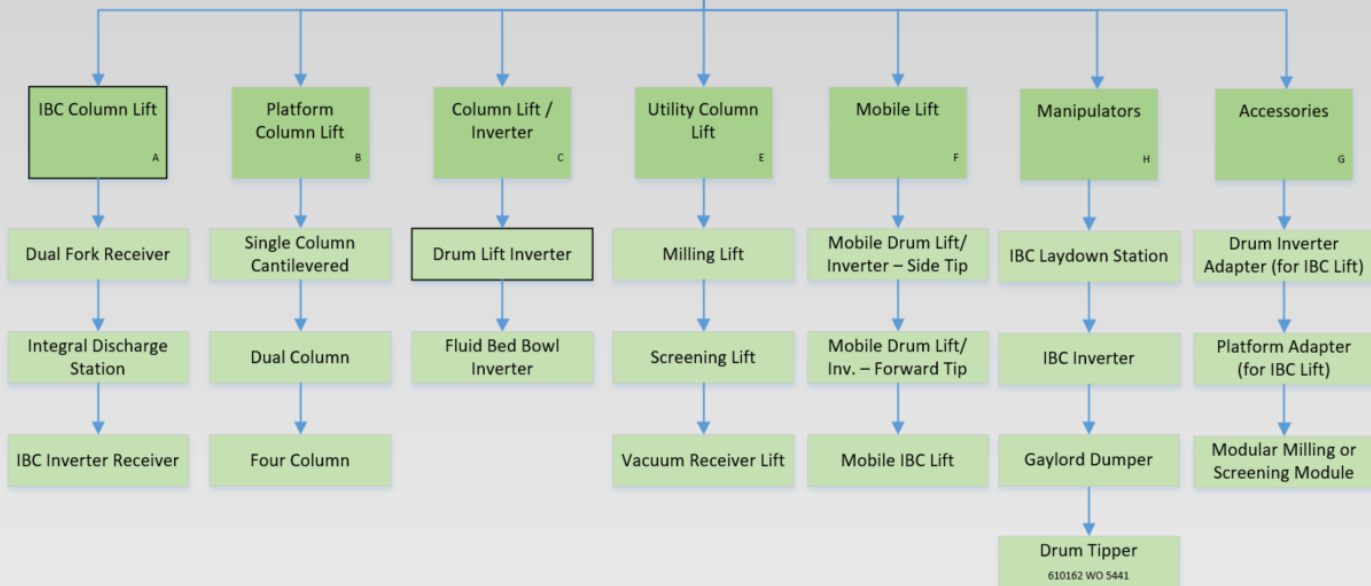 IBC Column Lift
A
Platform
Column Lift
B
Column Lift /
Inverter
C
Utility Column
Lift
E
Mobile Lift
F
Manipulators
H
Accessories
G
Dual Fork Receiver
Single Column
Cantilevered
Drum Lift Inverter
Milling Lift
Mobile Drum Lift/
Inverter – Side Tip
IBC Laydown Station
Drum Inverter
Adapter (for IBC Lift)
Integral Discharge
Station
Dual Column
Fluid Bed Bowl
Inverter
Screening Lift
Mobile Drum Lift/
Inv. – Forward Tip
IBC Inverter
Platform Adapter
(for IBC Lift)
IBC Inverter Receiver
Four Column
Vacuum Receiver Lift
Mobile IBC Lift
Gaylord Dumper
Modular Milling or
Screening Module
Drum Tipper
610162 WO 5441